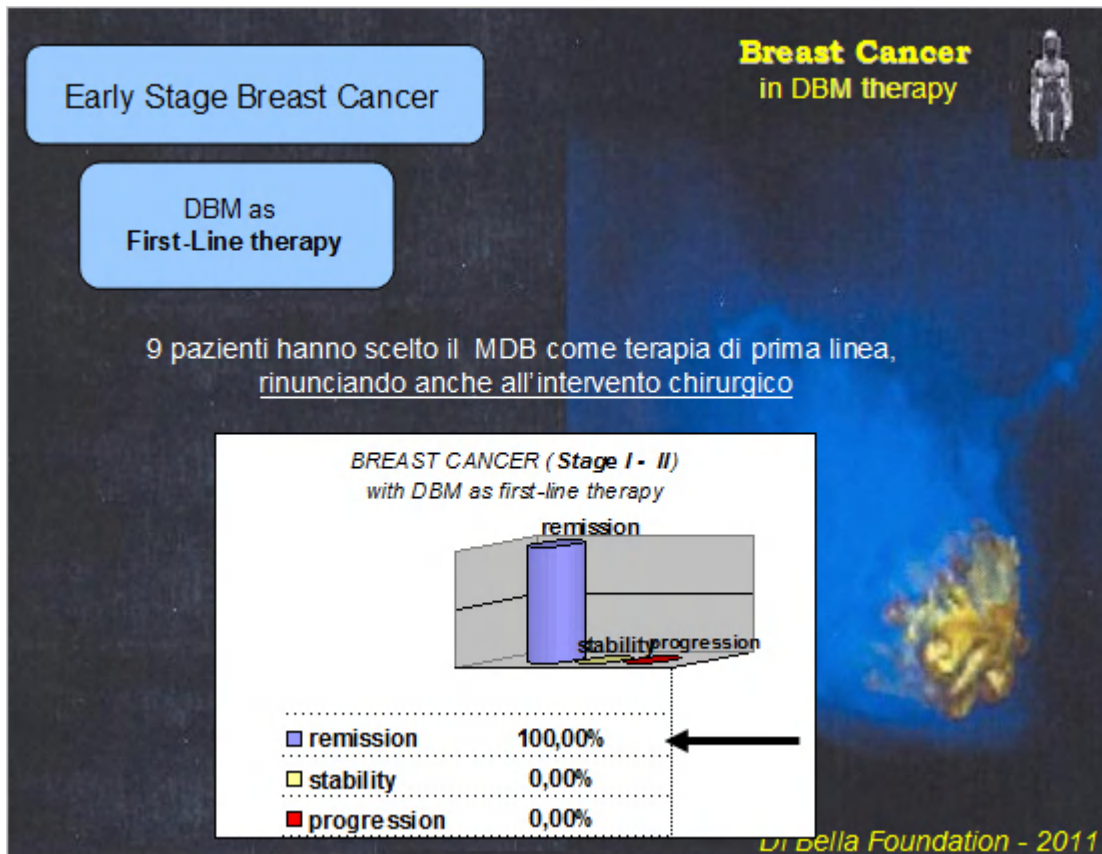 Early Stage Breast Cancer
Breast Cancer
in DBM therapy
DBM as
First-Line therapy
9 pazienti hanno scelto il MDB come terapia di prima linea,
rinunciando anche all'intervento chirurgico
BREAST CANCER ( Stage I - II)
with DBM as first-line therapy
remission
stability
progression
remission 100,00%
stability 0,00%
progression 0,00%
Di Bella Foundation - 2011